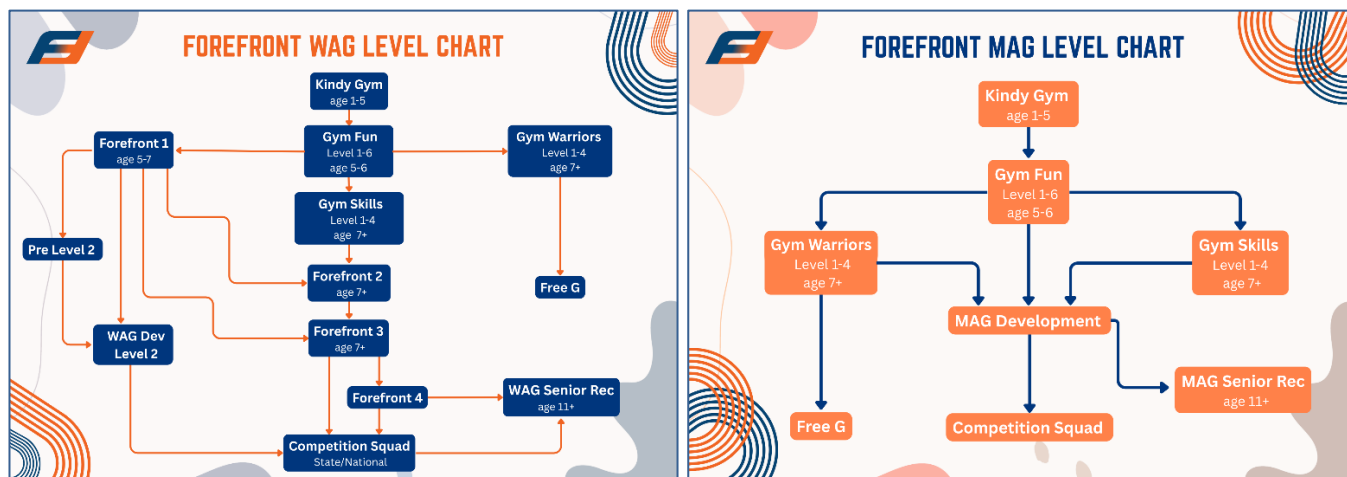 FOREFRONT WAG LEVEL CHART
Kindy Gym
age 1-5
Forefront 1
age 5-7
Gym Fun
Level 1-6
age 5-6
Gym Warriors
Level 1-4
age 7+
Gym Skills
Level 1-4
age 7+
Pre Level 2
Forefront 2
age 7+
Free G
WAG Dev
Level 2
Forefront 3
age 7+
Forefront 4
WAG Senior Rec
age 11+
Competition Squad
State/National
FOREFRONT MAG LEVEL CHART
Kindy Gym
age 1-5
Gym Fun
Level 1-6
age 5-6
Gym Warriors
Level 1-4
age 7+
Gym Skills
Level 1-4
age 7+
MAG Development
MAG Senior Rec
age 11+
Free G
Competition Squad